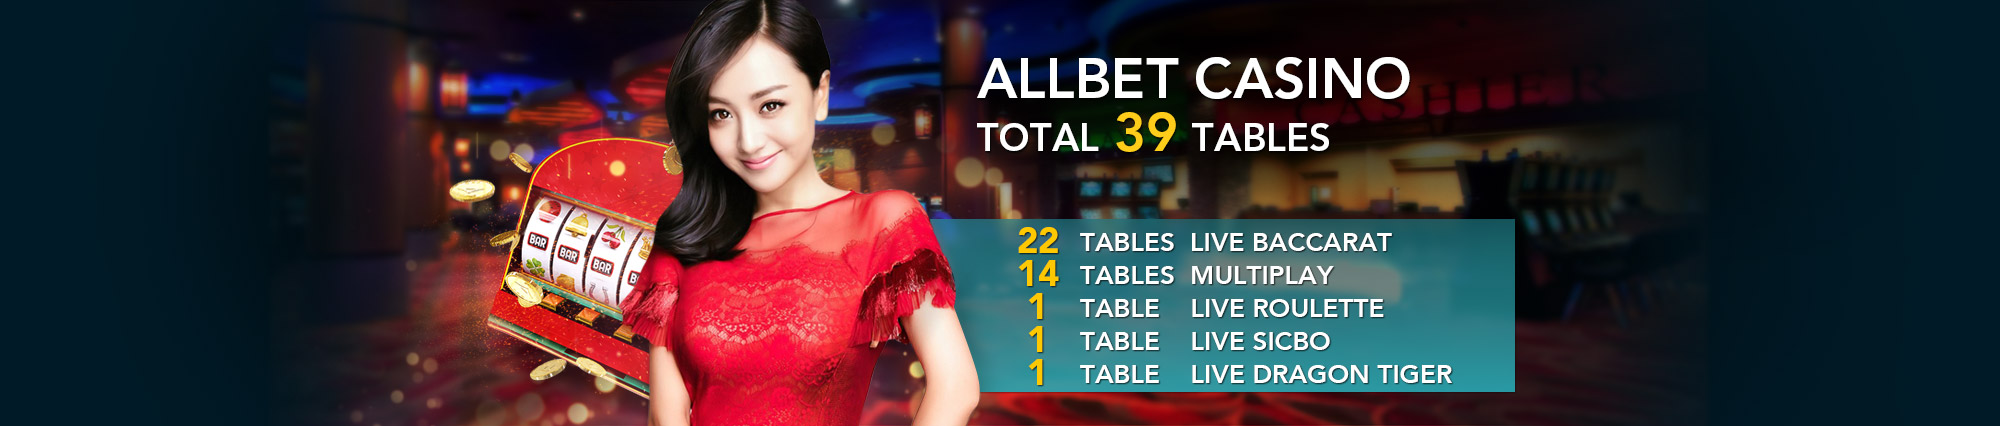 ALLBET CASINO
TOTAL 39 TABLES
22 TABLES LIVE BACCARAT
14 TABLES MULTIPLAY
1 TABLE LIVE ROULETTE
1 TABLE LIVE SICBO
1 TABLE LIVE DRAGON TIGER
BAR
BAR
BAR
CASHIER